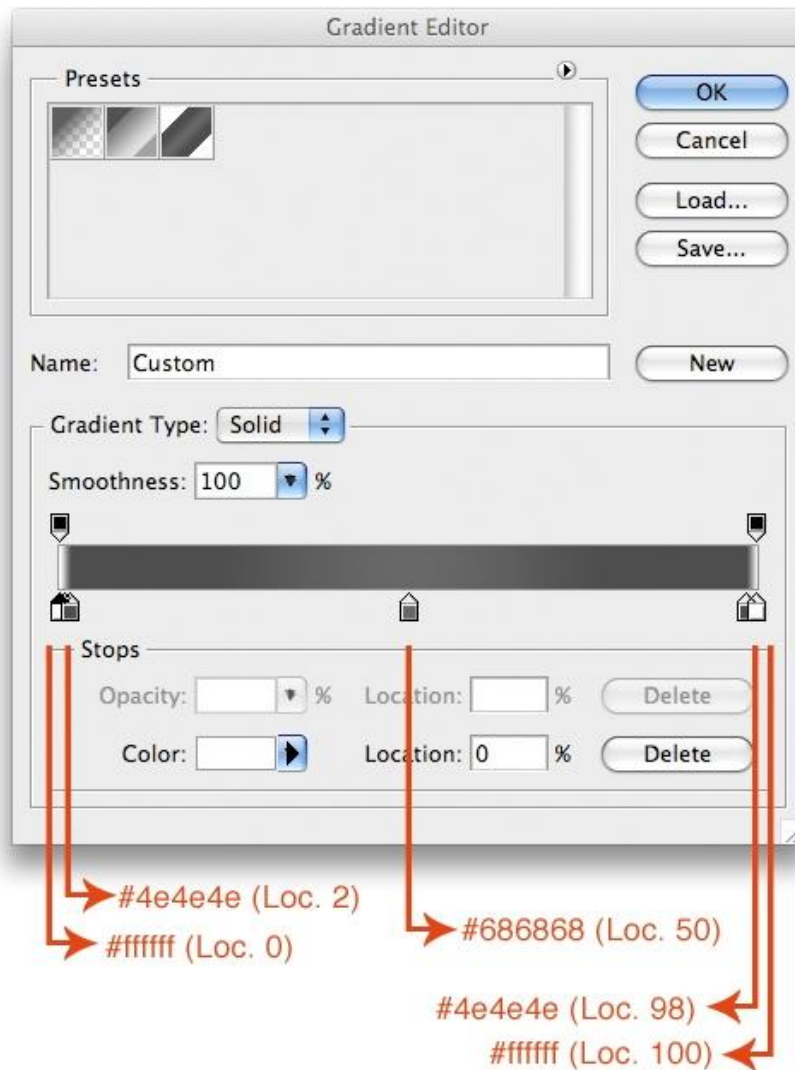 Gradient Editor
Presets
OK
Cancel
Load...
Save...
Name: Custom
New
Gradient Type: Solid
Smoothness: 100 %
Stops
Opacity: % Location: % Delete
Color: Location: 0 % Delete
#4e4e4e (Loc. 2)
#ffffff (Loc. 0)
#686868 (Loc. 50)
#4e4e4e (Loc. 98)
#ffffff (Loc. 100)